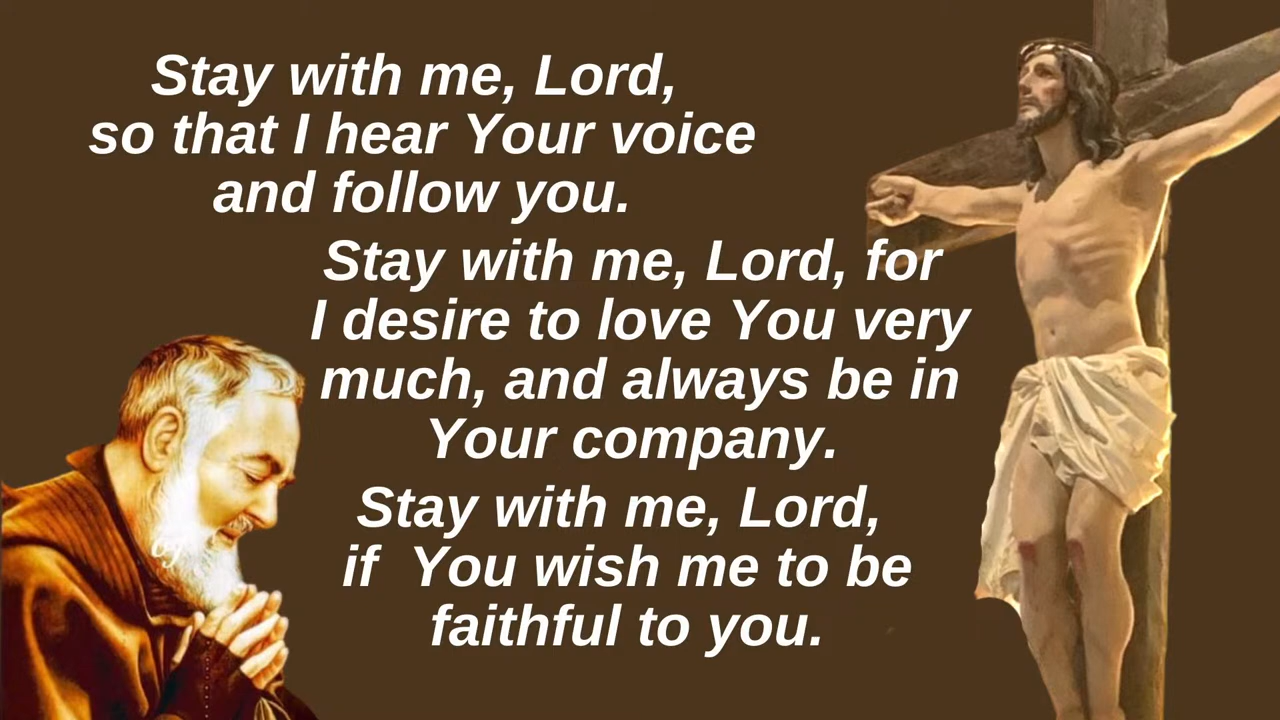 Stay with me, Lord,
so that I hear Your voice
and follow you.
Stay with me, Lord, for
I desire to love You very
much, and always be in
Your company.
Stay with me, Lord,
if  You wish me to be
faithful to you.
of